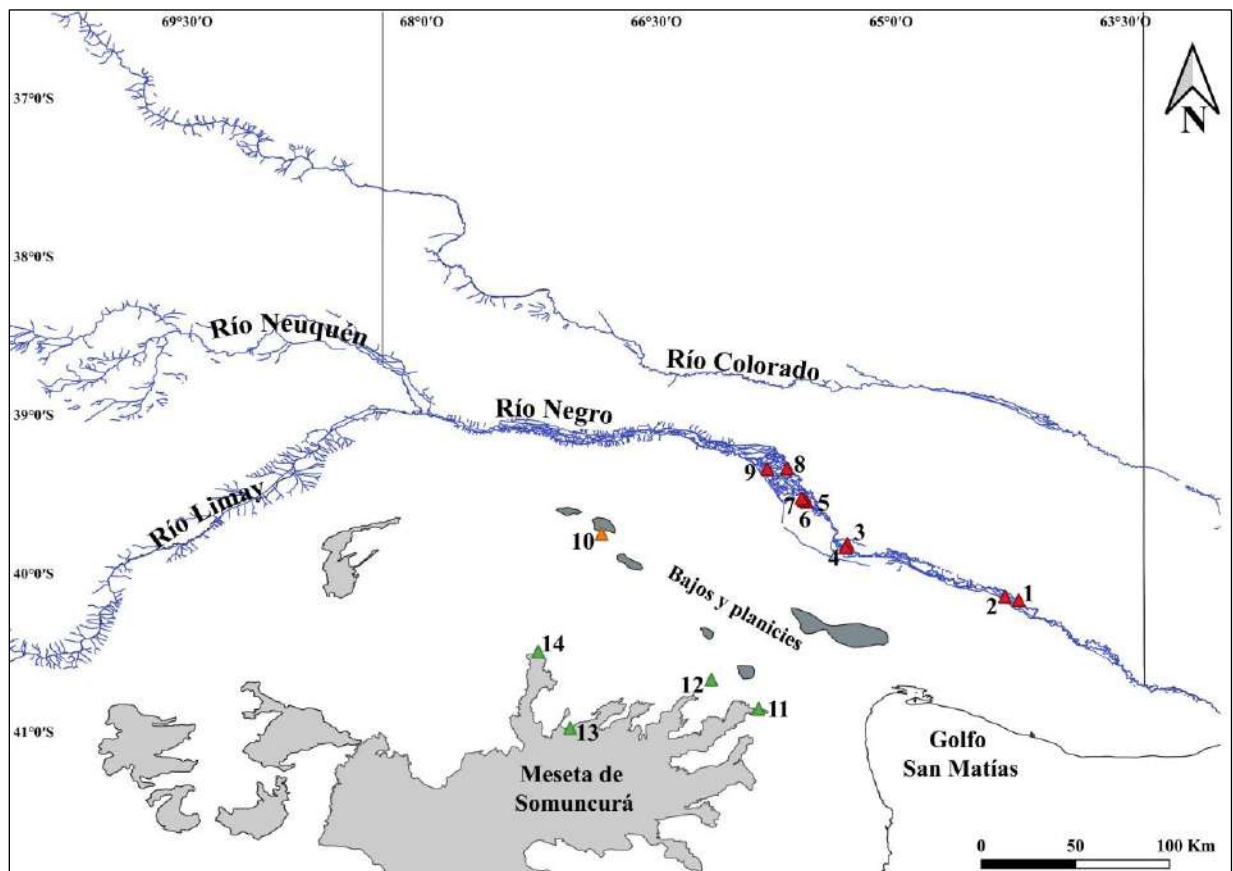 69°30'O 68°0'O 66°30'O 65°0'O 63°30'O
37°0'S
N
38°0'S
Río Neuquén
Río Colorado
39°0'S
Río Negro
9 8
Río Limay
7 5
6
10
3
4
40°0'S
Bajos y planicies
2 1
14
12
11
13
41°0'S
Golfo
San Matías
Meseta de
Somuncurá
0 50 100 Km